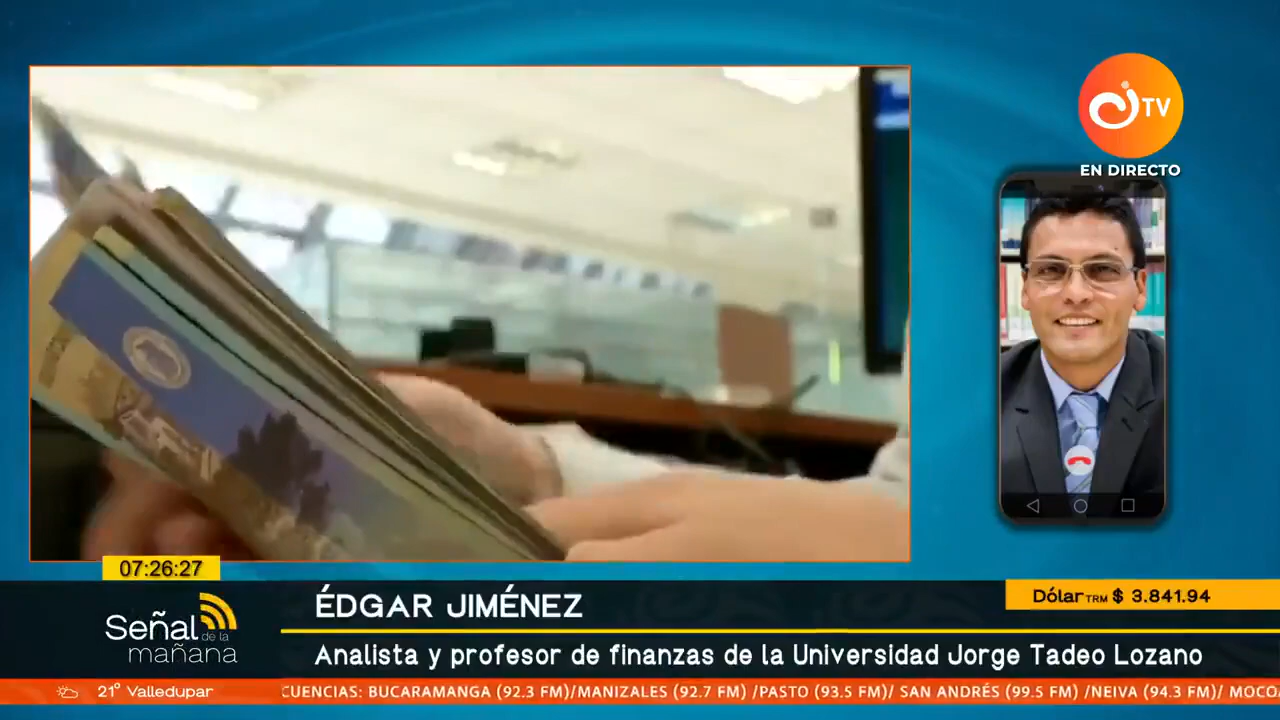 TV
EN DIRECTO
07:26:27
ÉDGAR JIMÉNEZ
Dólar TRM $ 3.841.94
Señal
de la
mañana
Analista y profesor de finanzas de la Universidad Jorge Tadeo Lozano
21° Valledupar
CUENCIAS: BUCARAMANGA (92.3 FM)/MANIZALES (92.7 FM) /PASTO (93.5 FM)/ SAN ANDRÉS (99.5 FM) /NEIVA (94.3 FM)/ MOCOA